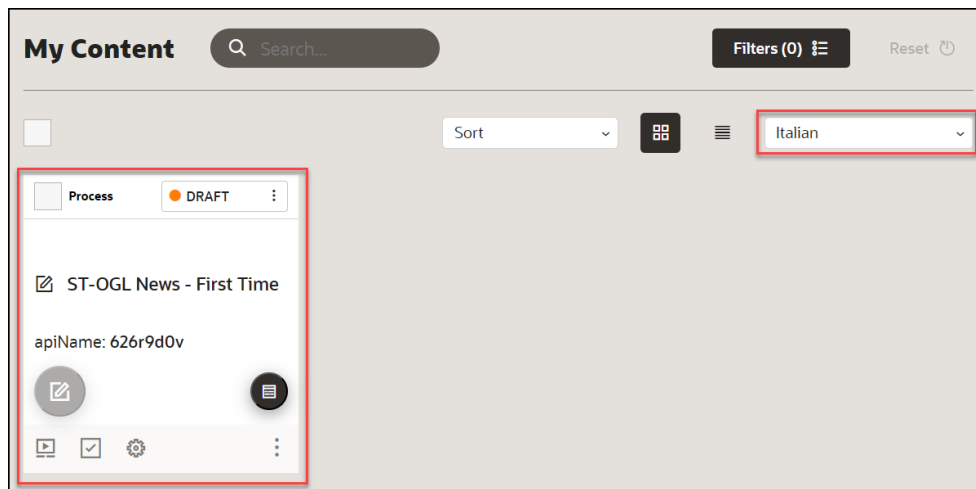 My Content
Search...
Filters (0)
Reset
Sort
Italian
Process
DRAFT
ST-OGL News - First Time
apiName: 626r9d0v